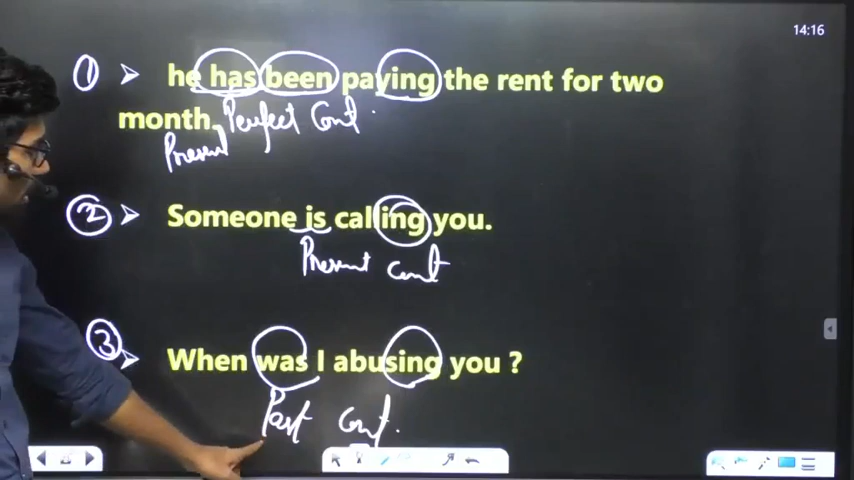 14:16
① ➢ he has been paying the rent for two
month. Perfect Cont.
Present
② ➢ Someone is calling you.
Present cont
③ ➢ When was I abusing you ?
Past Cont.